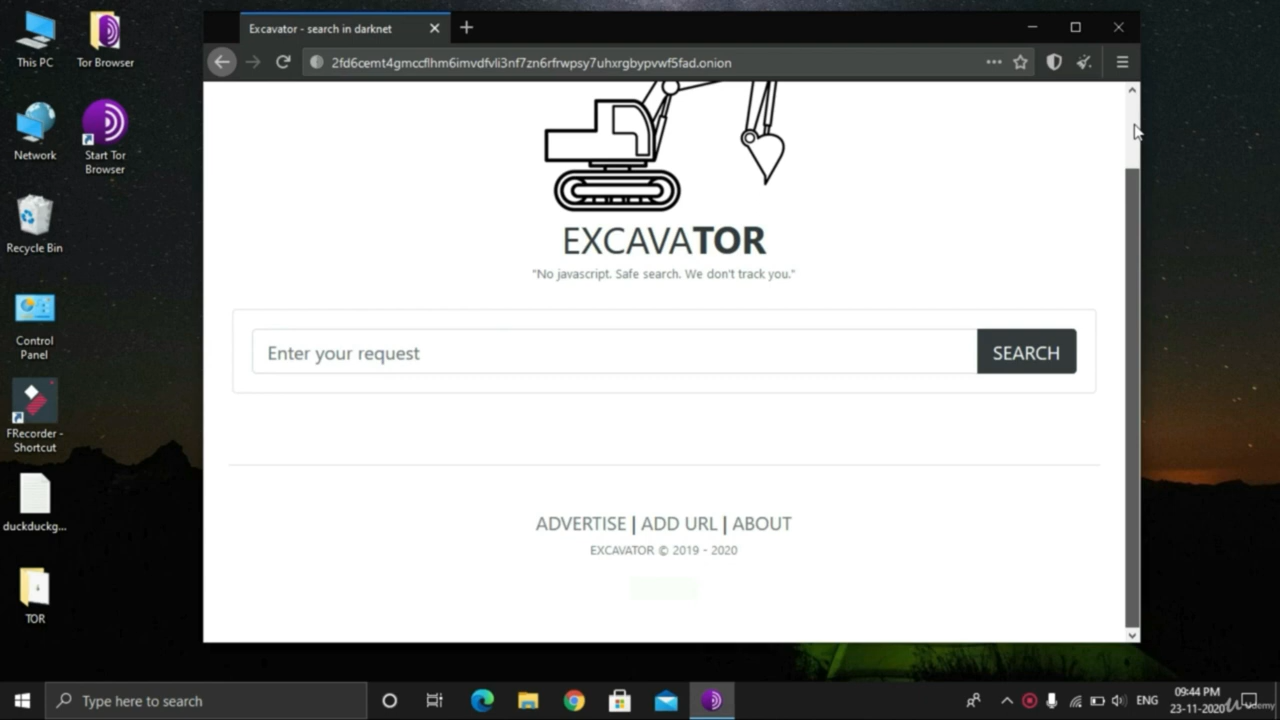 This PC
Tor Browser
Network
Start Tor
Browser
Recycle Bin
Control
Panel
FRecorder -
Shortcut
duckduckg...
TOR
Excavator - search in darknet
2fd6cemt4gmccflhm6imvdfvli3nf7zn6rfrwpsy7uhxrgbypvwf5fad.onion
EXCAVATOR
"No javascript. Safe search. We don't track you."
Enter your request
SEARCH
ADVERTISE | ADD URL | ABOUT
EXCAVATOR © 2019 - 2020
Type here to search
ENG
09:44 PM
23-11-2020
Udemy